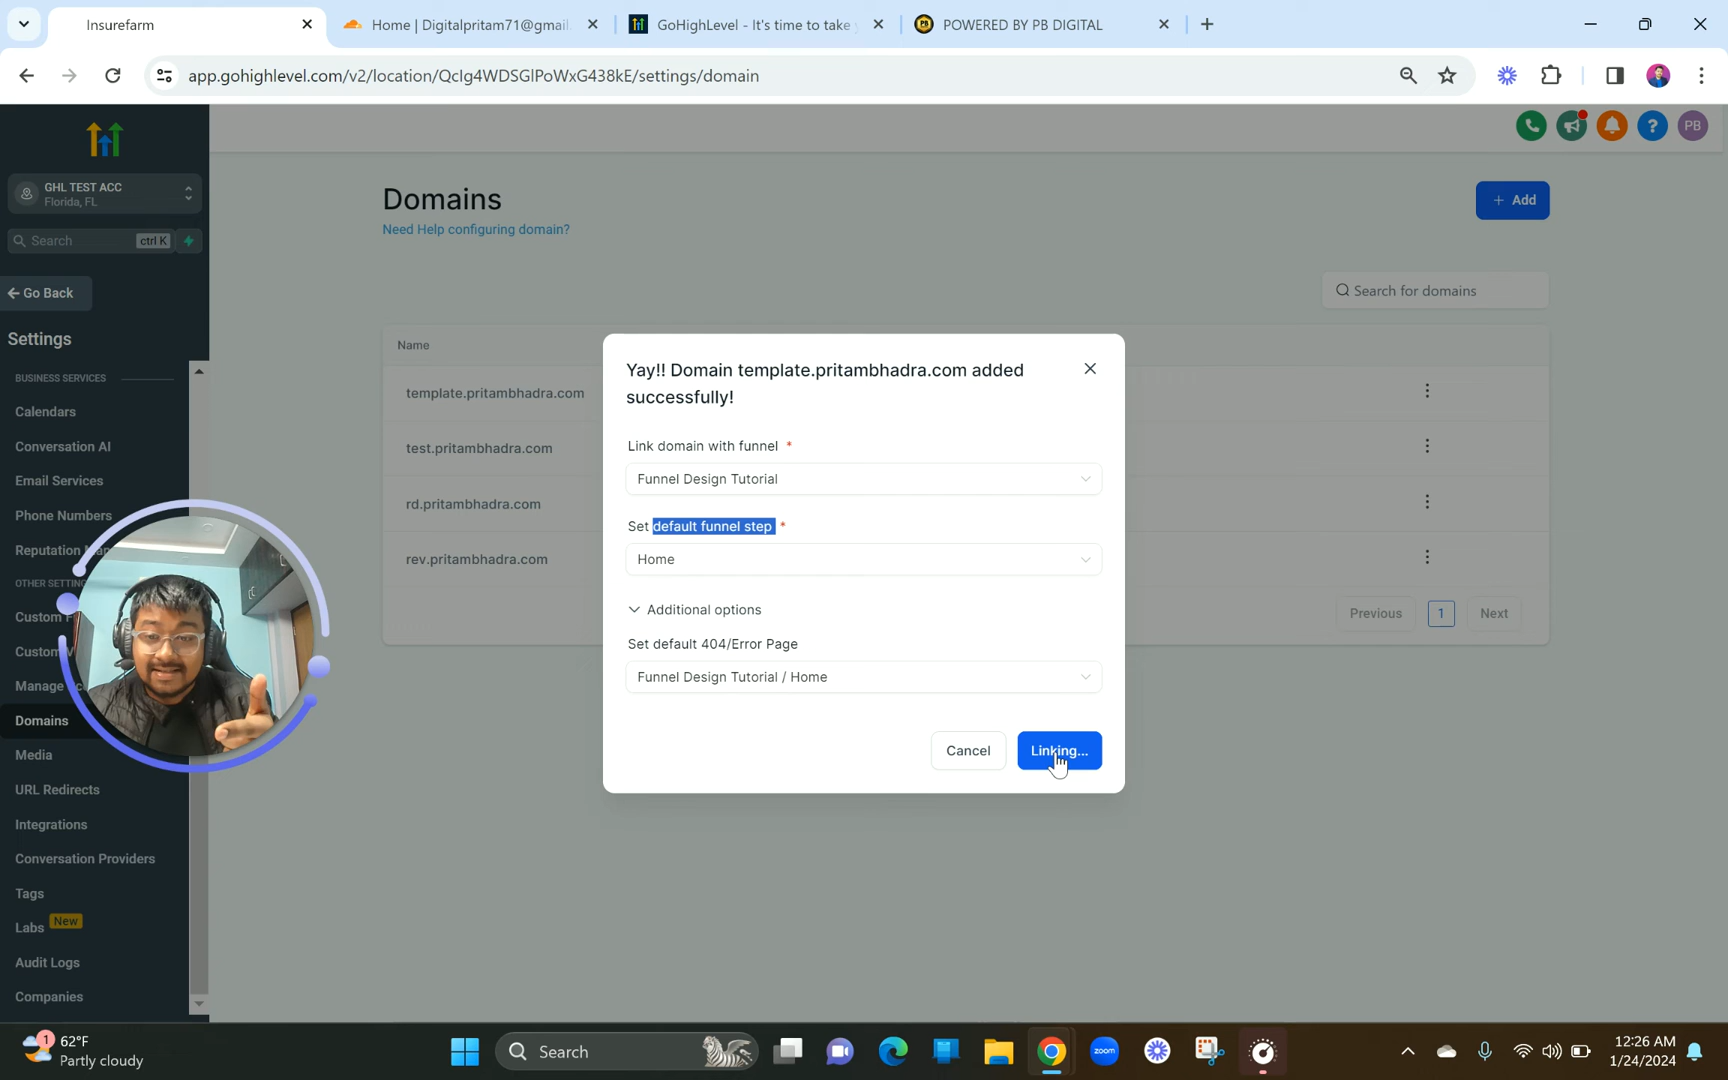 Insurefarm
Home | Digitalpritam71@gmail.
GoHighLevel - It's time to take
POWERED BY PB DIGITAL
app.gohighlevel.com/v2/location/Qclg4WDSGlPoWxG438kE/settings/domain
GHL TEST ACC
Florida, FL
Search
ctrl K
Go Back
Settings
BUSINESS SERVICES
Calendars
Conversation AI
Email Services
Phone Numbers
Reputation
OTHER
Custom
Custom
Manage
Domains
Media
URL Redirects
Integrations
Conversation Providers
Tags
Labs New
Audit Logs
Companies
PB
Domains
Need Help configuring domain?
+ Add
Search for domains
Name
template.pritambhadra.com
test.pritambhadra.com
rd.pritambhadra.com
rev.pritambhadra.com
Previous
1
Next
Yay!! Domain template.pritambhadra.com added
successfully!
Link domain with funnel *
Funnel Design Tutorial
Set default funnel step *
Home
Additional options
Set default 404/Error Page
Funnel Design Tutorial / Home
Cancel
Linking...
1
62°F
Partly cloudy
Search
zoom
12:26 AM
1/24/2024